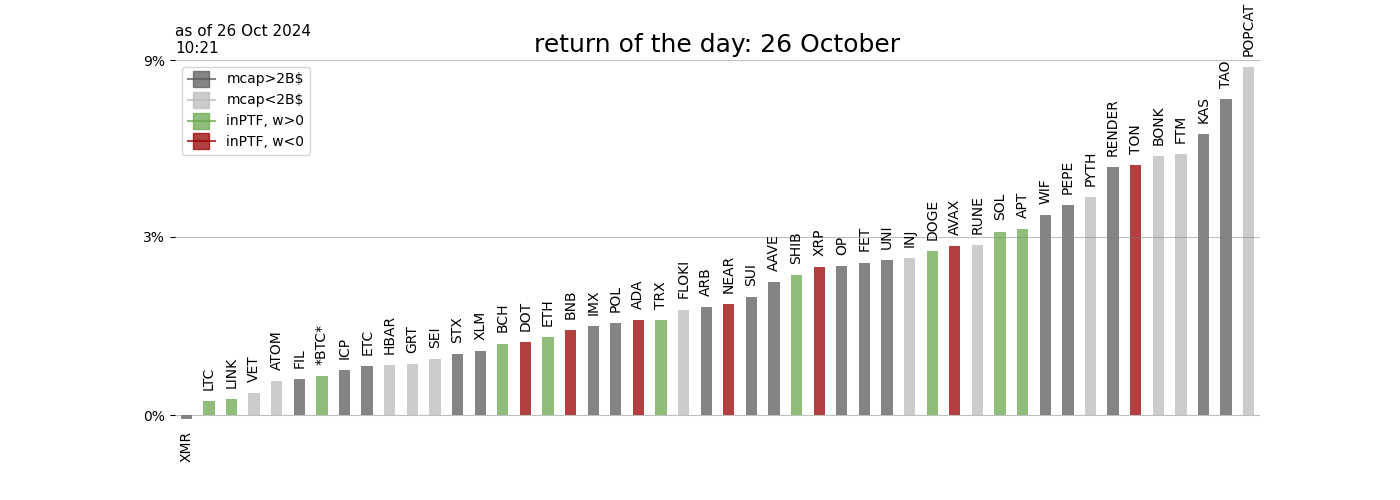 as of 26 Oct 2024
10:21
return of the day: 26 October
9%
3%
0%
mcap>2B$
mcap<2B$
inPTF, w>0
inPTF, w<0
XMR
LTC
LINK
VET
ATOM
FIL
*BTC*
ICP
ETC
HBAR
GRT
SEI
STX
XLM
BCH
DOT
ETH
BNB
IMX
POL
ADA
TRX
FLOKI
ARB
NEAR
SUI
AAVE
SHIB
XRP
OP
FET
UNI
INJ
DOGE
AVAX
RUNE
SOL
APT
WIF
PEPE
PYTH
RENDER
TON
BONK
FTM
KAS
TAO
POPCAT